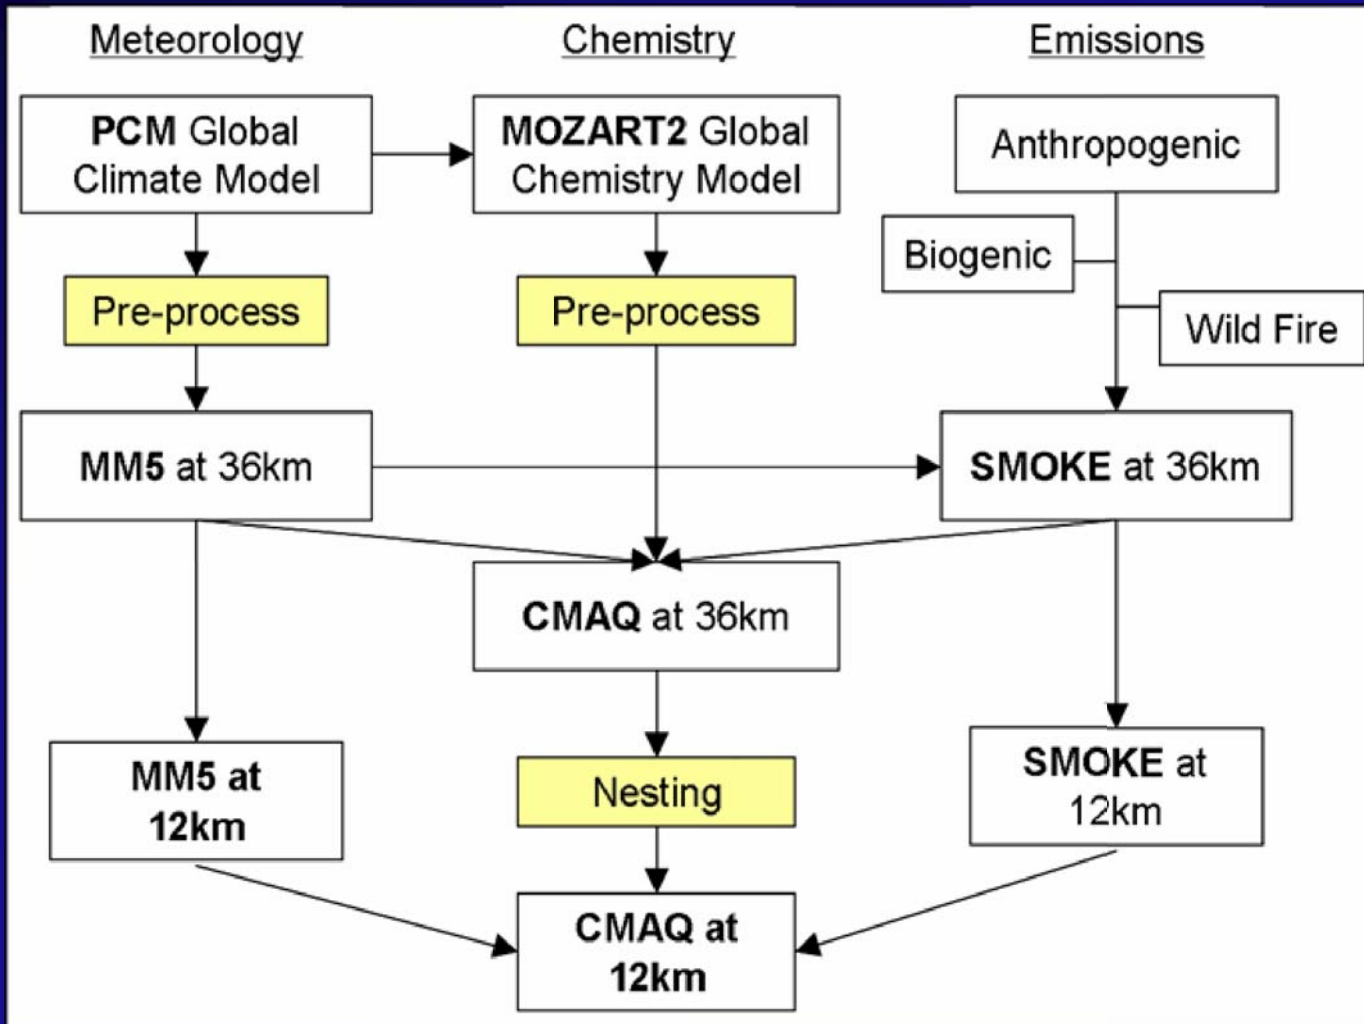 Meteorology
Chemistry
Emissions
PCM Global
Climate Model
MOZART2 Global
Chemistry Model
Anthropogenic
Biogenic
Pre-process
Pre-process
Wild Fire
MM5 at 36km
SMOKE at 36km
CMAQ at 36km
MM5 at
12km
Nesting
SMOKE at
12km
CMAQ at
12km